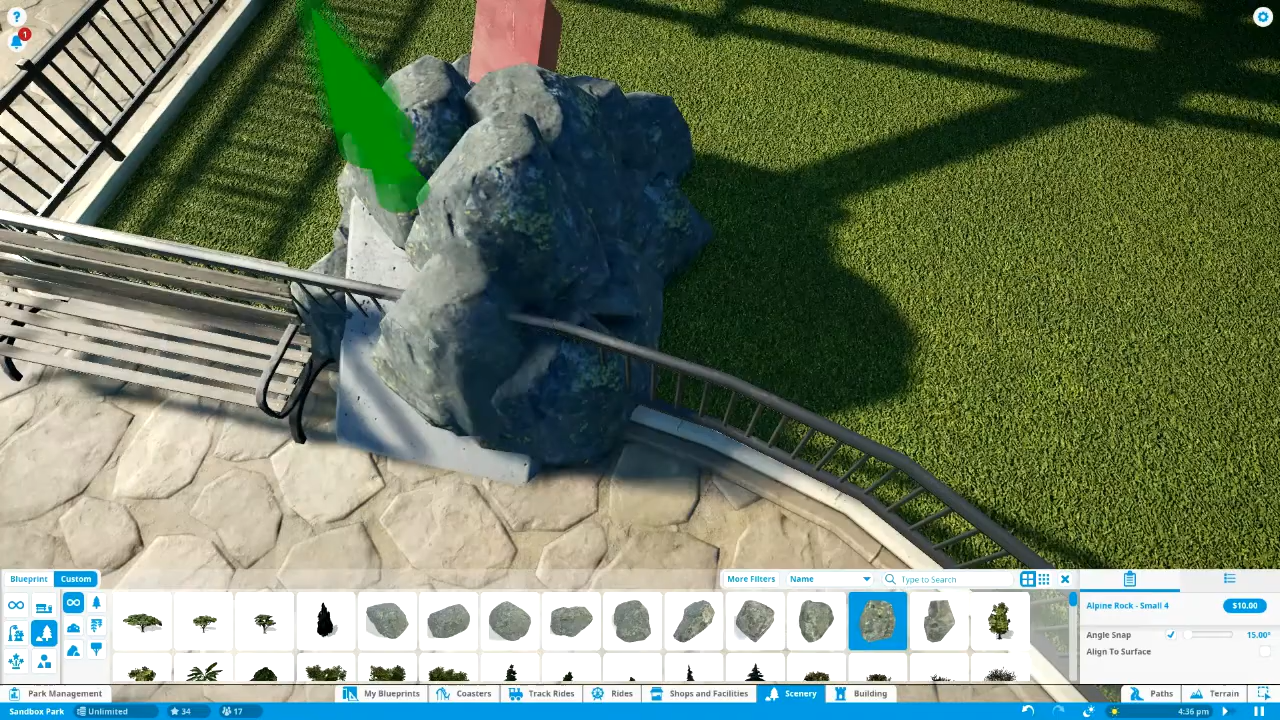 ?
1
Blueprint
Custom
More Filters
Name
Type to Search
Alpine Rock - Small 4
$10.00
Angle Snap
15.00°
Align To Surface
Park Management
My Blueprints
Coasters
Track Rides
Rides
Shops and Facilities
Scenery
Building
Paths
Terrain
Sandbox Park
Unlimited
34
17
4:36 pm